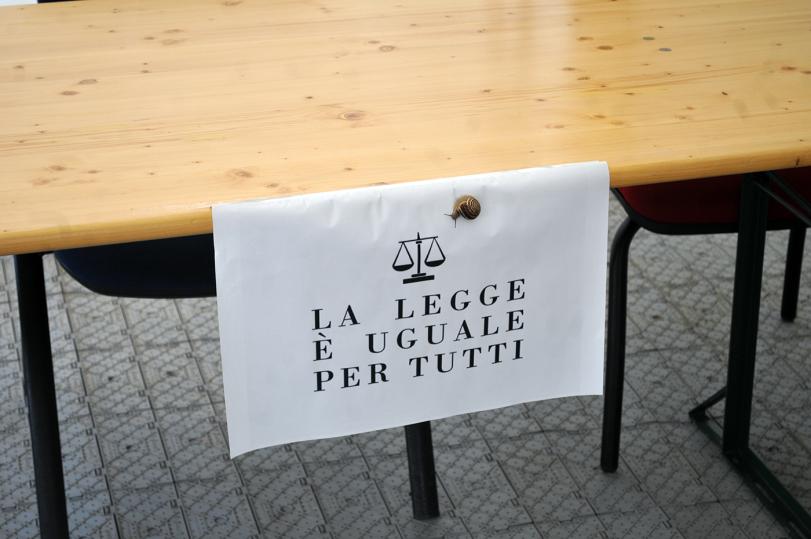 LA LEGGE
È UGUALE
PER TUTTI